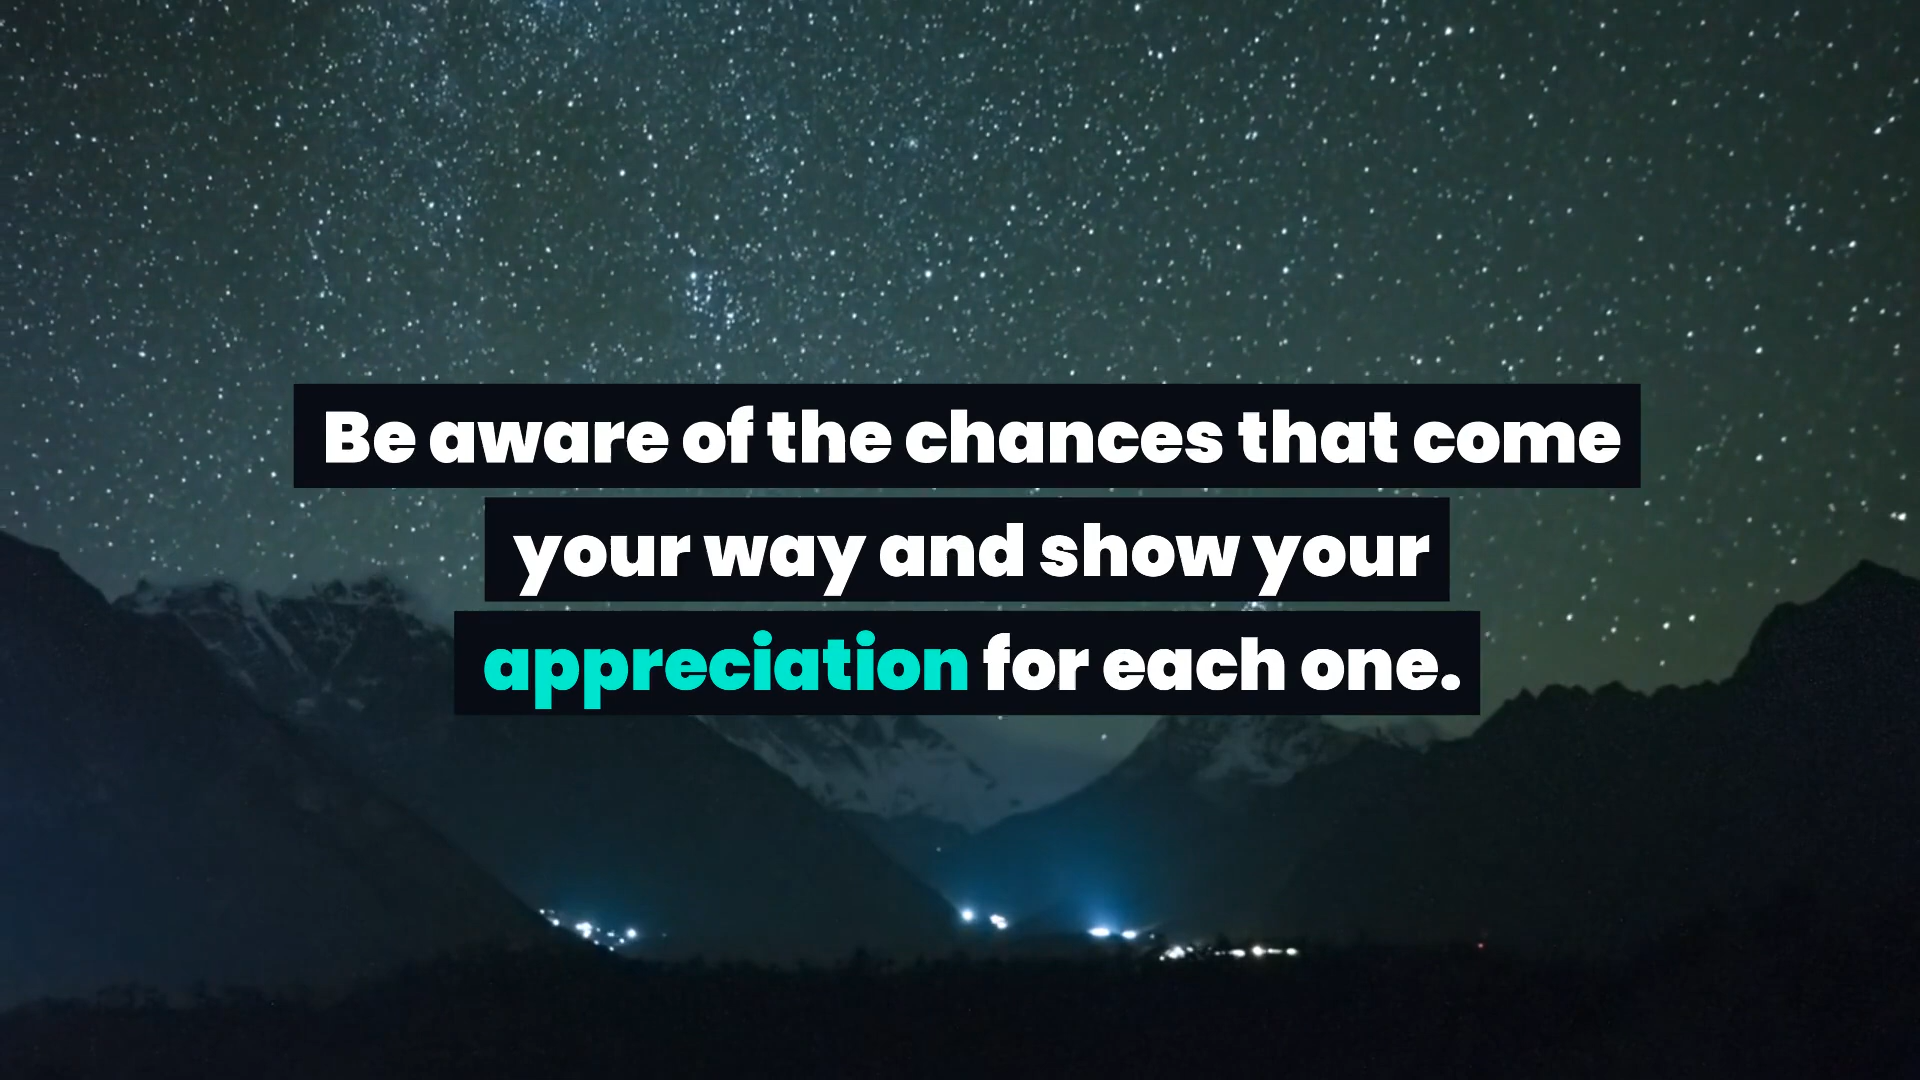 Be aware of the chances that come
your way and show your
appreciation for each one.